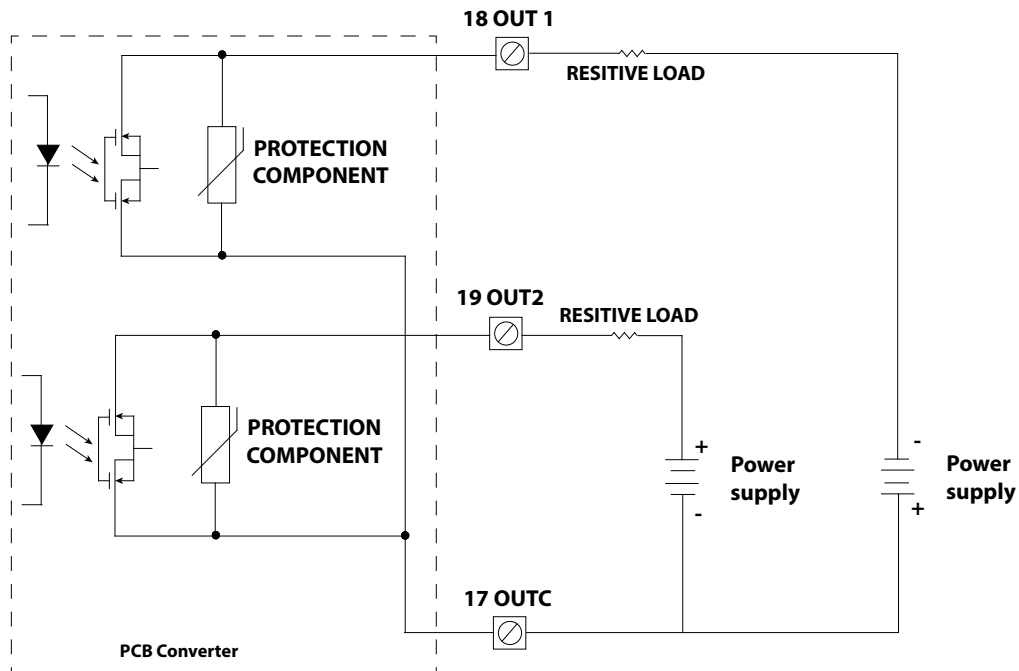 18 OUT 1
RESITIVE LOAD
PROTECTION
COMPONENT
19 OUT2
RESITIVE LOAD
PROTECTION
COMPONENT
+
Power
supply
-
-
Power
supply
+
17 OUTC
PCB Converter